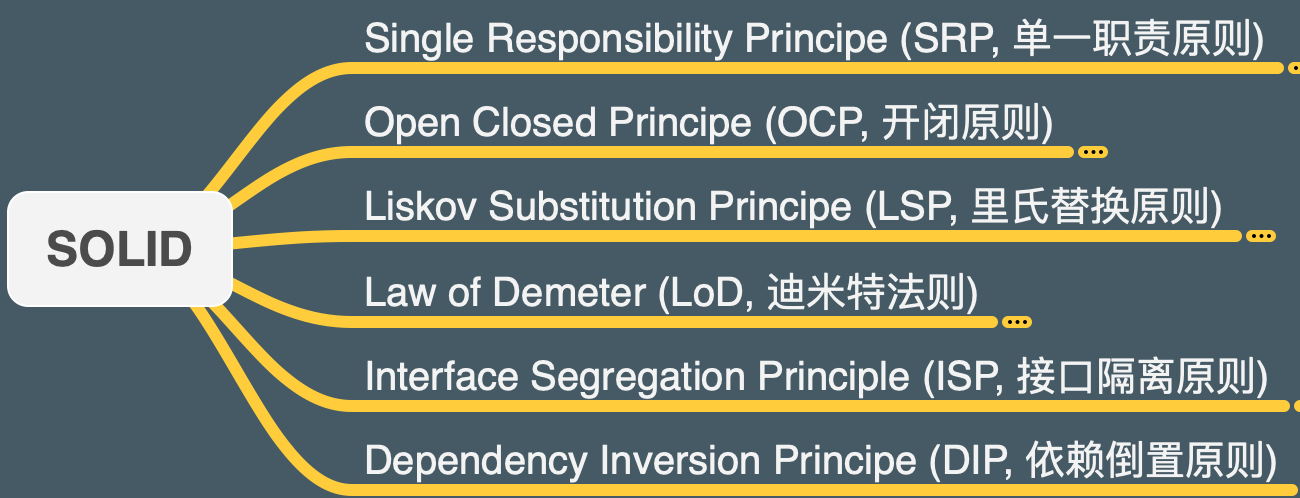 Single Responsibility Principe (SRP, 单一职责原则)
Open Closed Principe (OCP, 开闭原则)
Liskov Substitution Principe (LSP, 里氏替换原则)
SOLID
Law of Demeter (LoD, 迪米特法则)
Interface Segregation Principle (ISP, 接口隔离原则)
Dependency Inversion Principe (DIP, 依赖倒置原则)